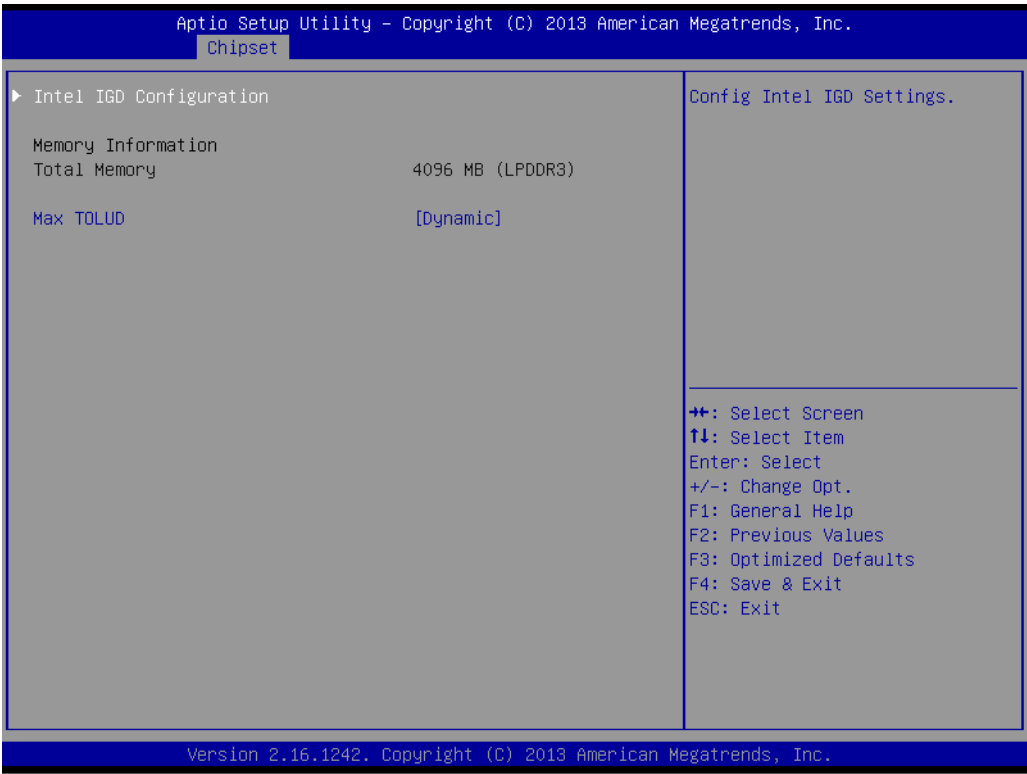 Aptio Setup Utility – Copyright (C) 2013 American Megatrends, Inc.
Chipset
▶ Intel IGD Configuration
Memory Information
Total Memory 4096 MB (LPDDR3)
Max TOLUD [Dynamic]
Config Intel IGD Settings.
→←: Select Screen
↑↓: Select Item
Enter: Select
+/-: Change Opt.
F1: General Help
F2: Previous Values
F3: Optimized Defaults
F4: Save & Exit
ESC: Exit
Version 2.16.1242. Copyright (C) 2013 American Megatrends, Inc.